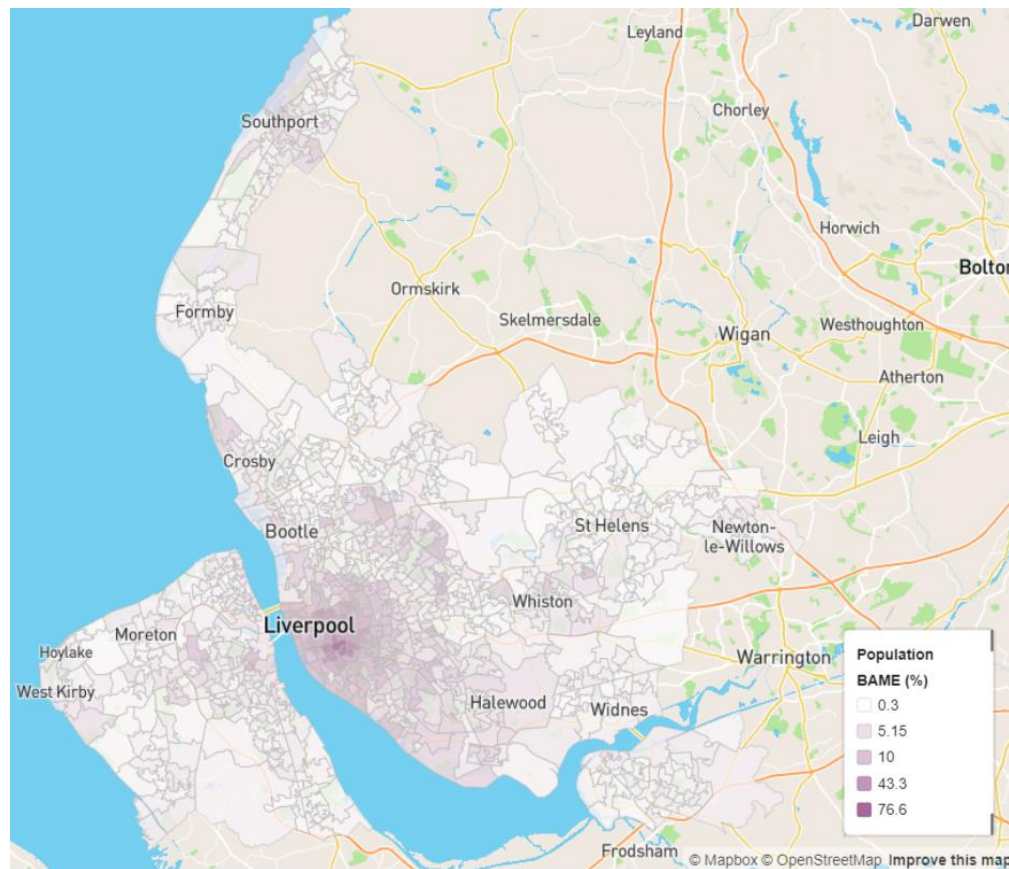 Darwen
Leyland
Chorley
Southport
Horwich
Bolton
Ormskirk
Formby
Skelmersdale
Wigan
Westhoughton
Atherton
Leigh
Crosby
Bootle
St Helens
Newton-
le-Willows
Whiston
Liverpool
Moreton
Hoylake
West Kirby
Warrington
Halewood
Widnes
Population
BAME (%)
0.3
5.15
10
43.3
76.6
Frodsham
© Mapbox © OpenStreetMap Improve this map